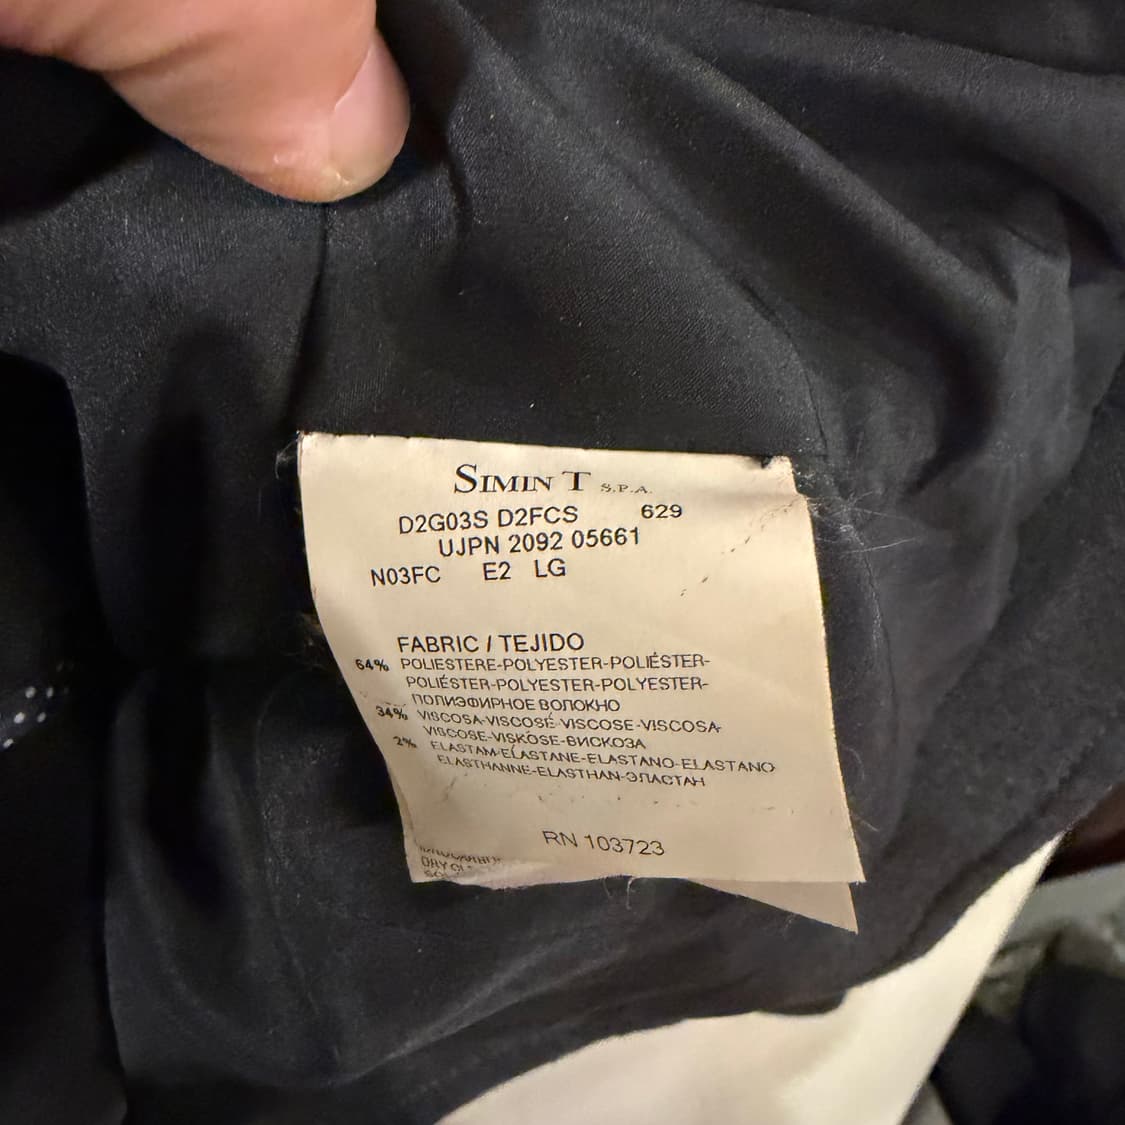 SIMINT S.P.A.
D2G03S D2FCS 629
UJPN 2092 05661
N03FC E2 LG
FABRIC / TEJIDO
64% POLIESTERE-POLYESTER-POLIÉSTER-
POLIÉSTER-POLYESTER-POLYESTER-
ПОЛИЭФИРНОЕ ВОЛОКНО
34% VISCOSA-VISCOSE-VISCOSE-VISCOSA-
VISCOSE-VISKOSE-ВИСКОЗА
2% ELASTAM-ELASTANE-ELASTANO-ELASTANO
ELASTHANNE-ELASTHAN-ЭЛАСТАН
RN 103723
DRY